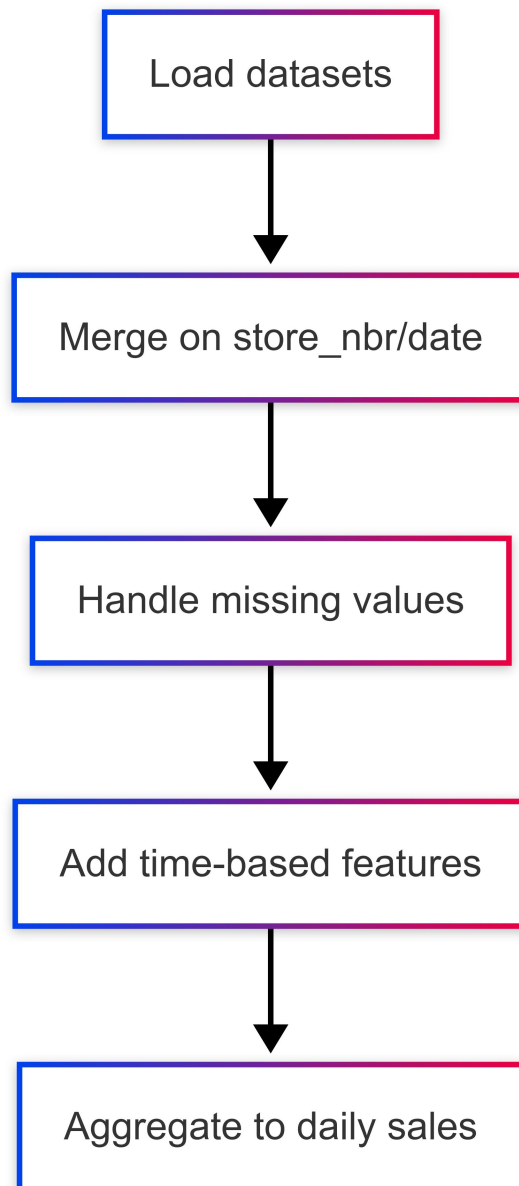 Load datasets
Merge on store_nbr/date
Handle missing values
Add time-based features
Aggregate to daily sales